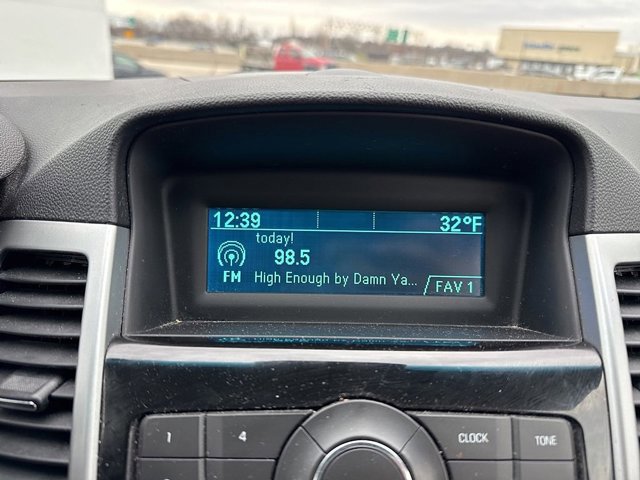 12:39 32°F
today!
98.5
FM High Enough by Damn Ya...
FAV 1
1 4 CLOCK TONE